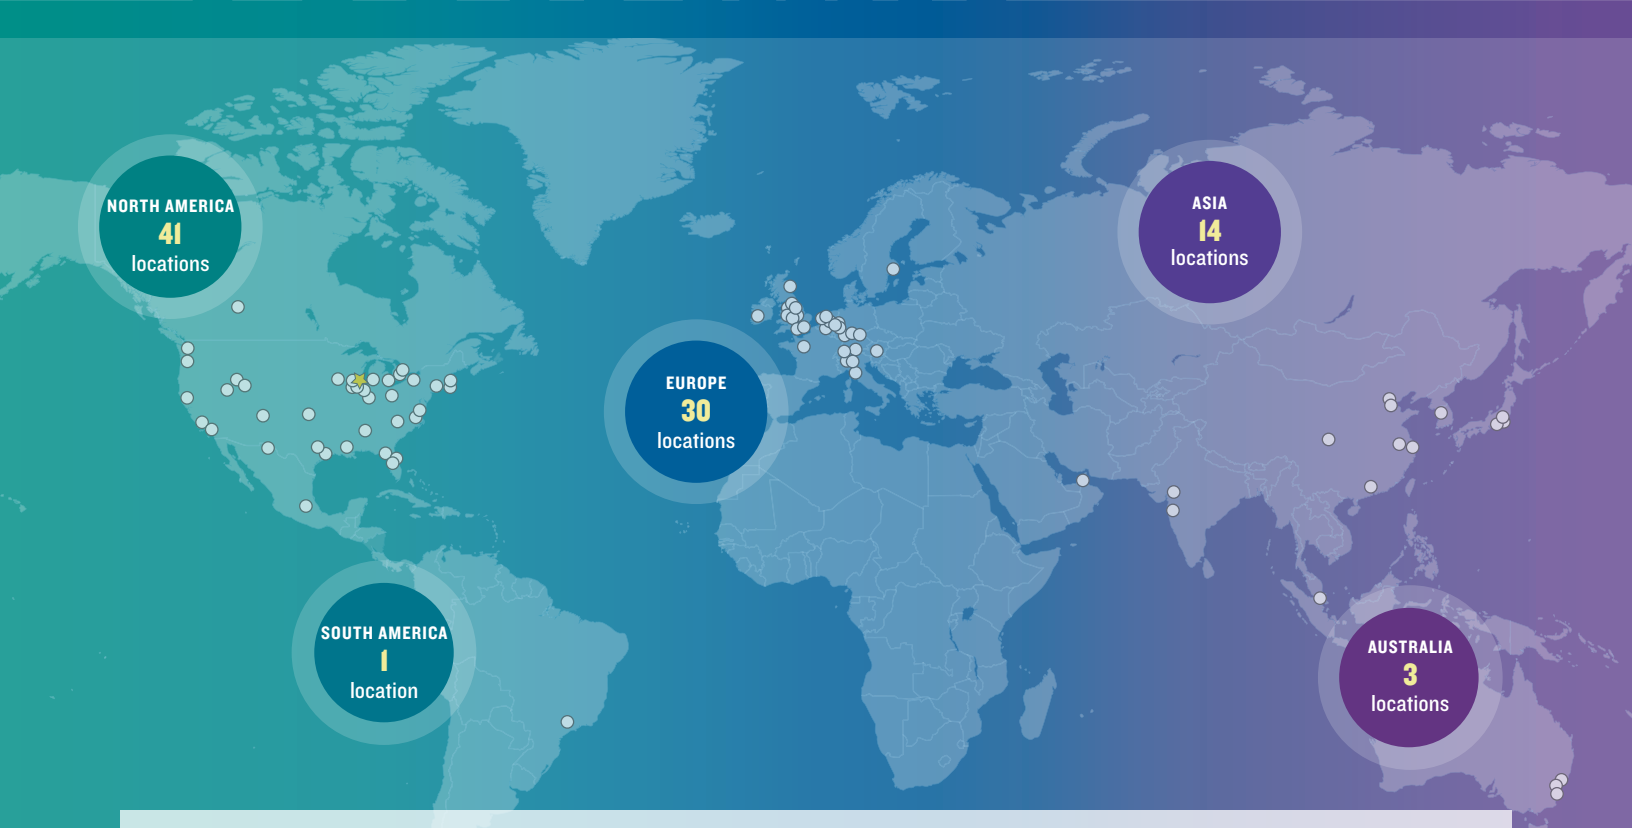 NORTH AMERICA
41
locations
ASIA
14
locations
EUROPE
30
locations
SOUTH AMERICA
1
location
AUSTRALIA
3
locations